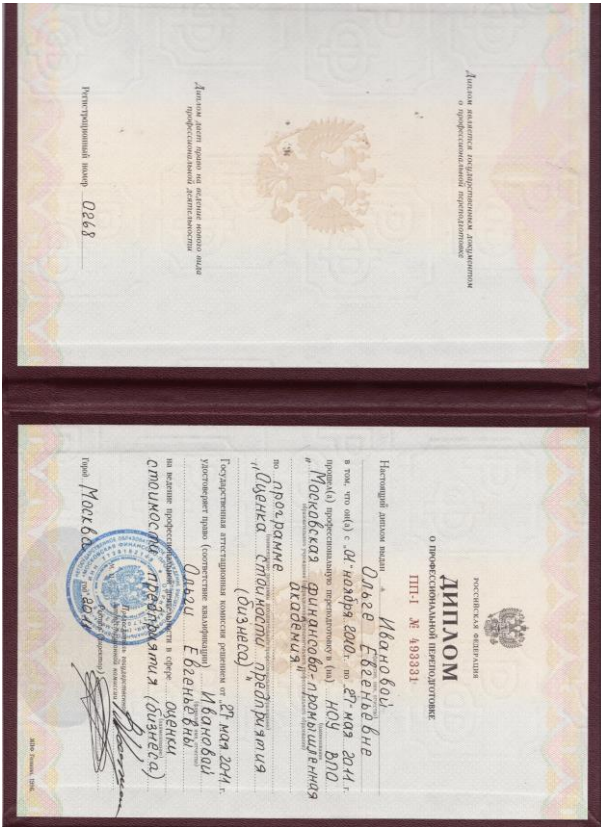 Диплом является государственным документом
о профессиональной переподготовке
Диплом дает право на ведение нового вида
профессиональной деятельности
Регистрационный номер 0268
РОССИЙСКАЯ ФЕДЕРАЦИЯ
ДИПЛОМ
О ПРОФЕССИОНАЛЬНОЙ ПЕРЕПОДГОТОВКЕ
ПП-I № 493331
Настоящий диплом выдан Ивановой
Ольге Евгеньевне
в том, что он(а) с „01" ноября 2010 г. по „27" мая 2011 г.
прошел(а) профессиональную переподготовку в (на) НОУ ВПО
„Московская финансово-промышленная
академия"
по программе
„Оценка стоимости предприятия
(бизнеса)"
Государственная аттестационная комиссия решением от „27" мая 2011 г.
удостоверяет право (соответствие квалификации) Ивановой
Ольги Евгеньевны
на ведение профессиональной деятельности в сфере оценки
стоимости предприятия (бизнеса)
Город Москва год 2011